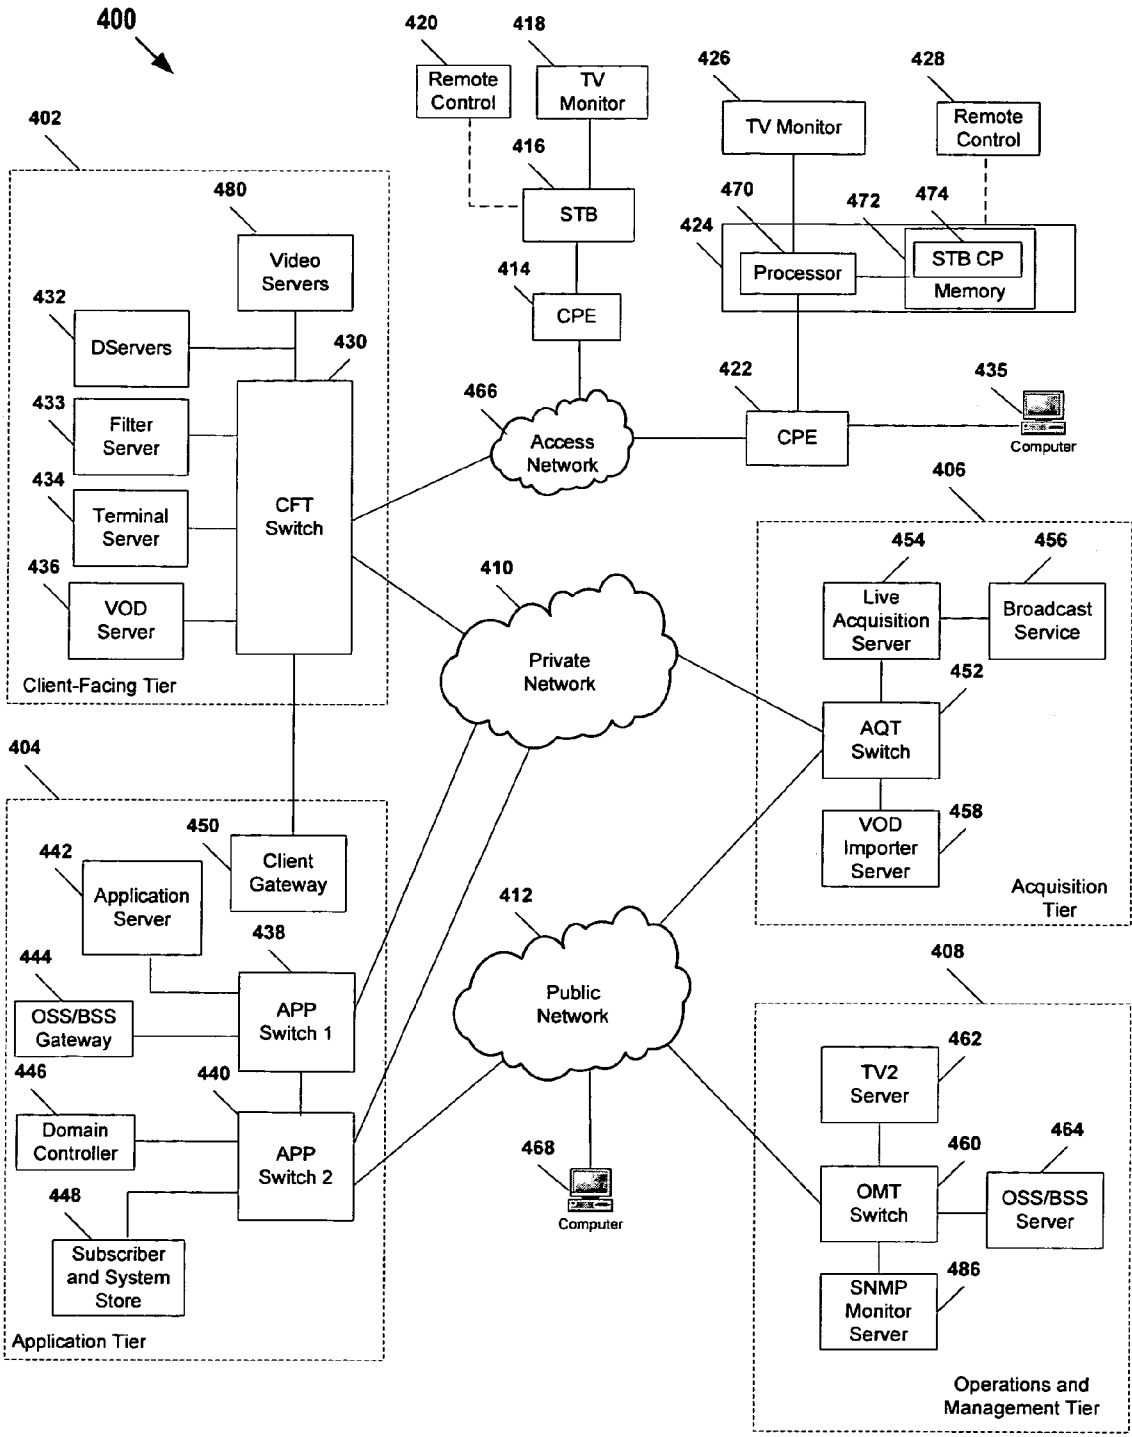 400
420
418
426
428
Remote
Control
TV
Monitor
TV Monitor
Remote
Control
402
416
480
STB
470
472
474
424
STB CP
Processor
Memory
Video
Servers
414
CPE
432
DServers
430
422
435
466
433
Filter
Server
Access
Network
CPE
Computer
406
434
Terminal
Server
CFT
Switch
454
456
436
VOD
Server
410
Live
Acquisition
Server
Broadcast
Service
Client-Facing Tier
Private
Network
452
AQT
Switch
404
450
458
442
Client
Gateway
VOD
Importer
Server
Application
Server
412
Acquisition
Tier
438
408
444
OSS/BSS
Gateway
APP
Switch 1
Public
Network
462
TV2
Server
446
440
Domain
Controller
APP
Switch 2
468
460
464
448
OMT
Switch
OSS/BSS
Server
Computer
Subscriber
and System
Store
486
SNMP
Monitor
Server
Application Tier
Operations and
Management Tier